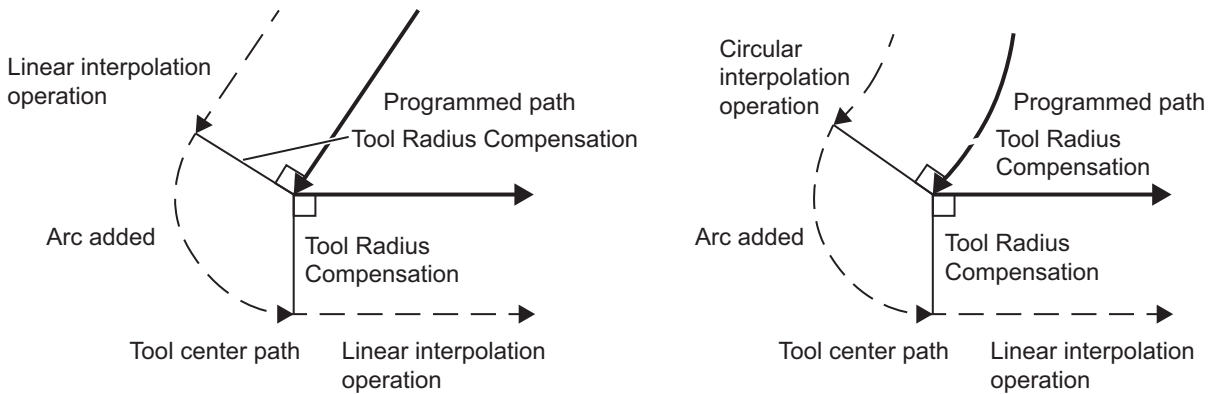 Linear interpolation
operation
Programmed path
Tool Radius Compensation
Arc added
Tool Radius
Compensation
Tool center path
Linear interpolation
operation
Circular
interpolation
operation
Programmed path
Tool Radius
Compensation
Arc added
Tool Radius
Compensation
Tool center path
Linear interpolation
operation